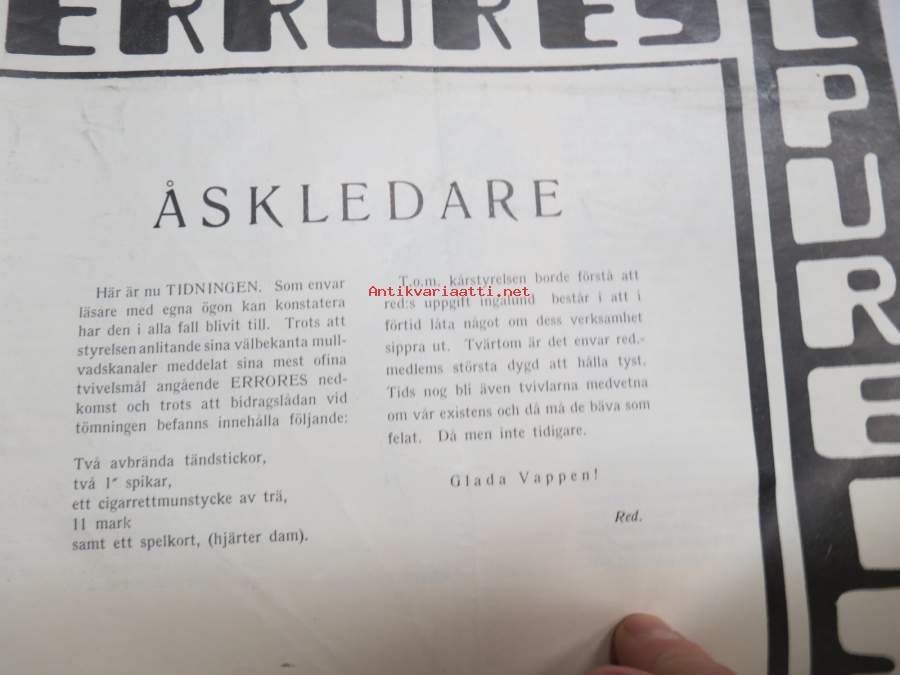 ERRORES
ÅSKLEDARE
Här är nu TIDNINGEN. Som envar
läsare med egna ögon kan konstatera
har den i alla fall blivit till. Trots att
styrelsen anlitande sina välbekanta mull-
vadskanaler meddelat sina mest ofina
tvivelsmål angående ERRORES ned-
komst och trots att bidragslådan vid
tömningen befanns innehålla följande:
Två avbrända tändstickor,
två 1" spikar,
ett cigarrettmunstycke av trä,
11 mark
samt ett spelkort, (hjärter dam).
T.o.m. kårstyrelsen borde förstå att
red:s uppgift ingalund består i att i
förtid låta något om dess verksamhet
sippra ut. Tvärtom är det envar red.-
medlems största dygd att hålla tyst.
Tids nog bli även tvivlarna medvetna
om vår existens och då må de bäva som
felat. Då men inte tidigare.
Glada Vappen!
Red.
Antikvariaatti.net
PURE